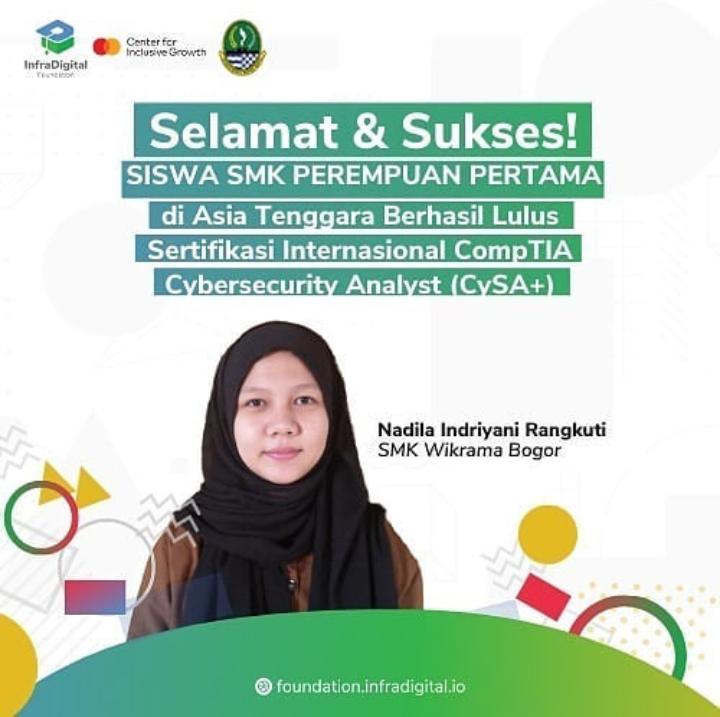 InfraDigital
Foundation
Center for
Inclusive Growth
Selamat & Sukses!
SISWA SMK PEREMPUAN PERTAMA
di Asia Tenggara Berhasil Lulus
Sertifikasi Internasional CompTIA
Cybersecurity Analyst (CySA+)
Nadila Indriyani Rangkuti
SMK Wikrama Bogor
foundation.infradigital.io